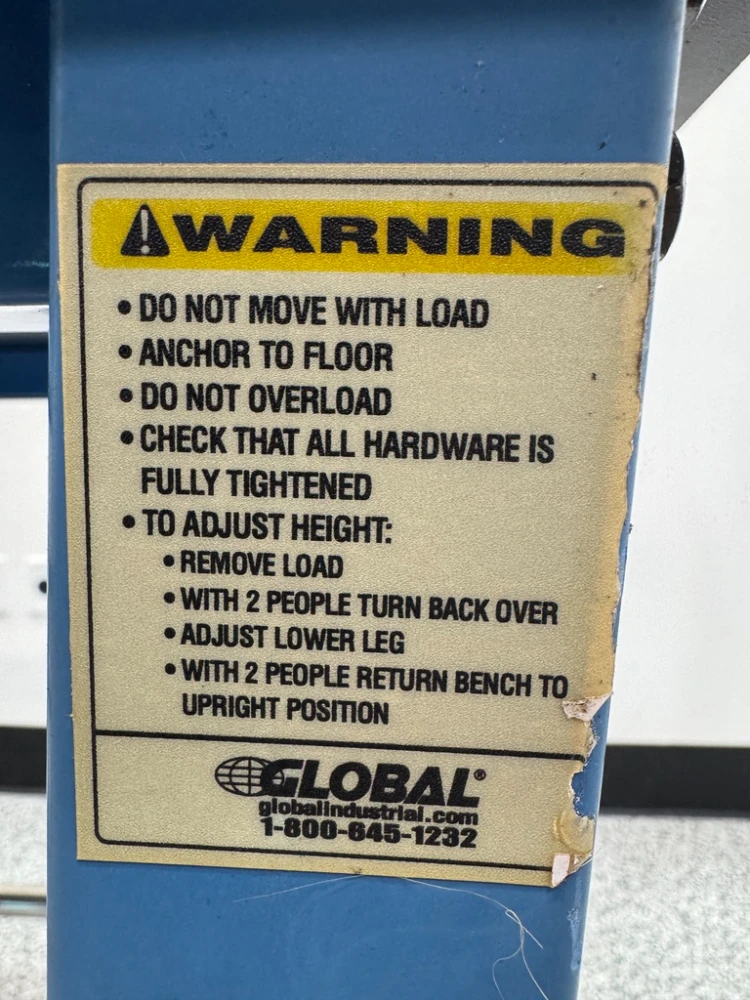 WARNING
• DO NOT MOVE WITH LOAD
• ANCHOR TO FLOOR
• DO NOT OVERLOAD
• CHECK THAT ALL HARDWARE IS
FULLY TIGHTENED
• TO ADJUST HEIGHT:
• REMOVE LOAD
• WITH 2 PEOPLE TURN BACK OVER
• ADJUST LOWER LEG
• WITH 2 PEOPLE RETURN BENCH TO
UPRIGHT POSITION
GLOBAL®
globalindustrial.com
1-800-645-1232